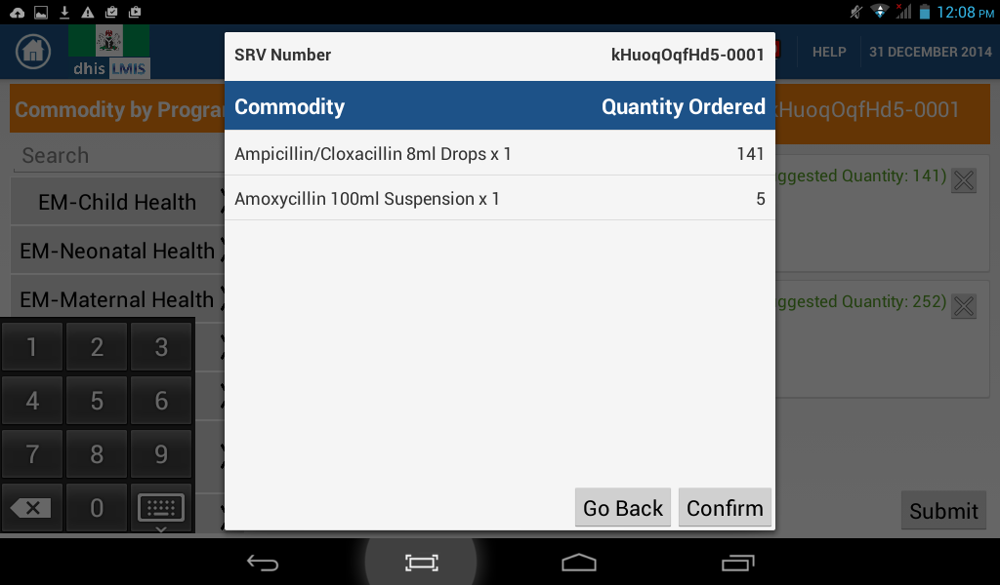 12:08 PM
dhis LMIS
HELP
31 DECEMBER 2014
SRV Number kHuoqOqfHd5-0001
Commodity by Progra
kHuoqOqfHd5-0001
Commodity Quantity Ordered
Search
Ampicillin/Cloxacillin 8ml Drops x 1 141
ggested Quantity: 141)
EM-Child Health
Amoxycillin 100ml Suspension x 1 5
EM-Neonatal Health
EM-Maternal Health
ggested Quantity: 252)
1 2 3
4 5 6
7 8 9
0
Go Back Confirm
Submit